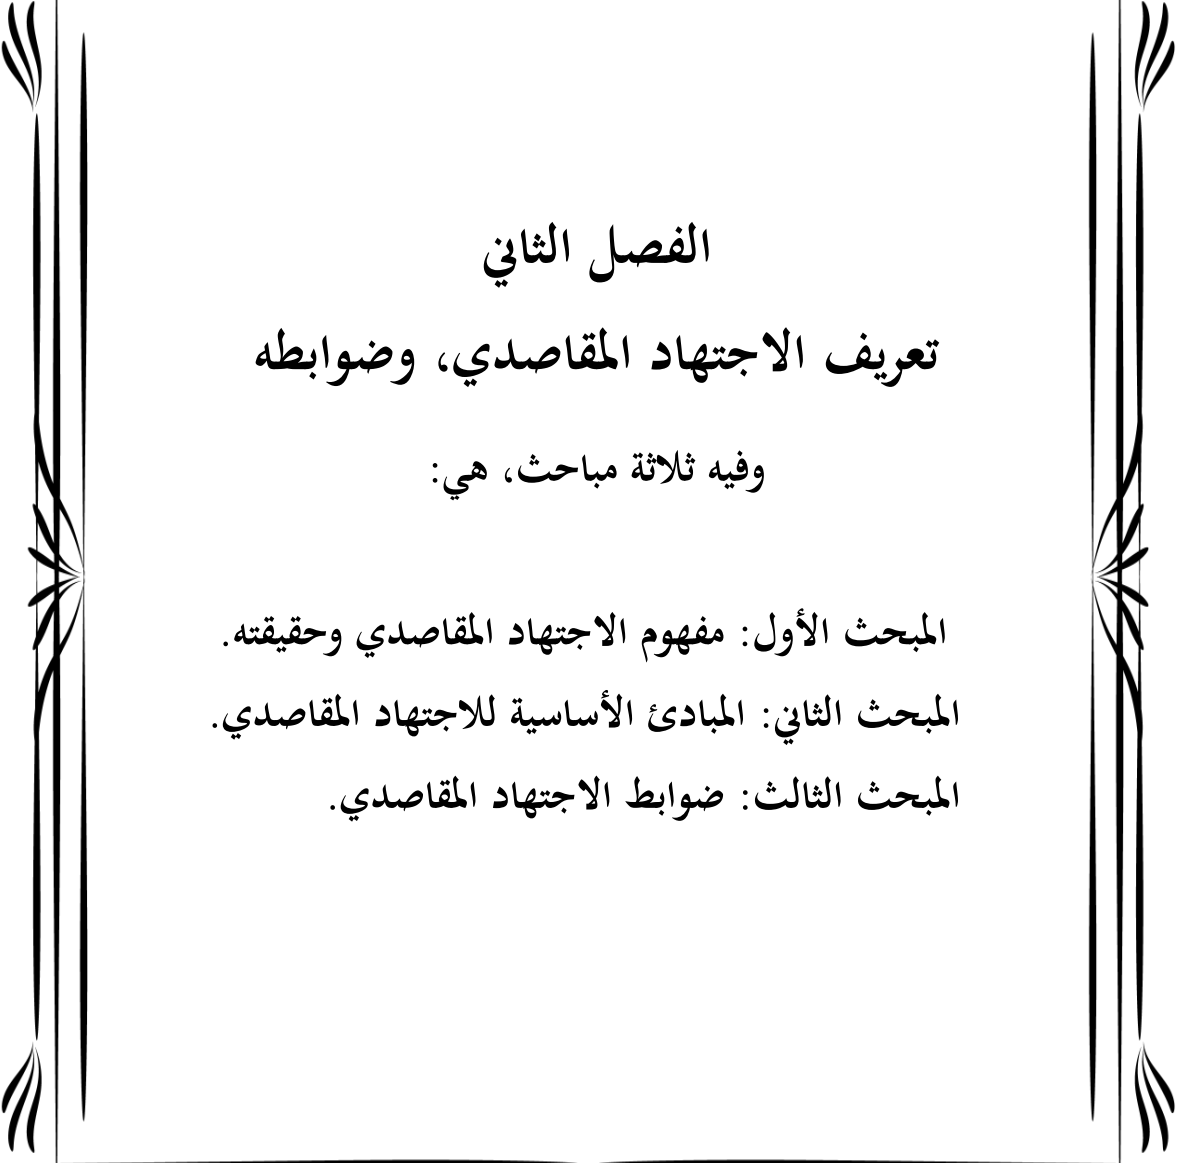 الفصل الثاني
تعريف الاجتهاد المقاصدي، وضوابطه
وفيه ثلاثة مباحث، هي:
المبحث الأول: مفهوم الاجتهاد المقاصدي وحقيقته.
المبحث الثاني: المبادئ الأساسية للاجتهاد المقاصدي.
المبحث الثالث: ضوابط الاجتهاد المقاصدي.